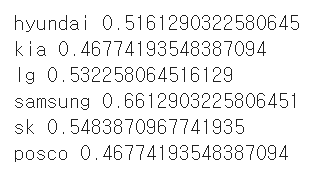 hyundai 0.5161290322580645
kia 0.46774193548387094
lg 0.532258064516129
samsung 0.6612903225806451
sk 0.5483870967741935
posco 0.46774193548387094